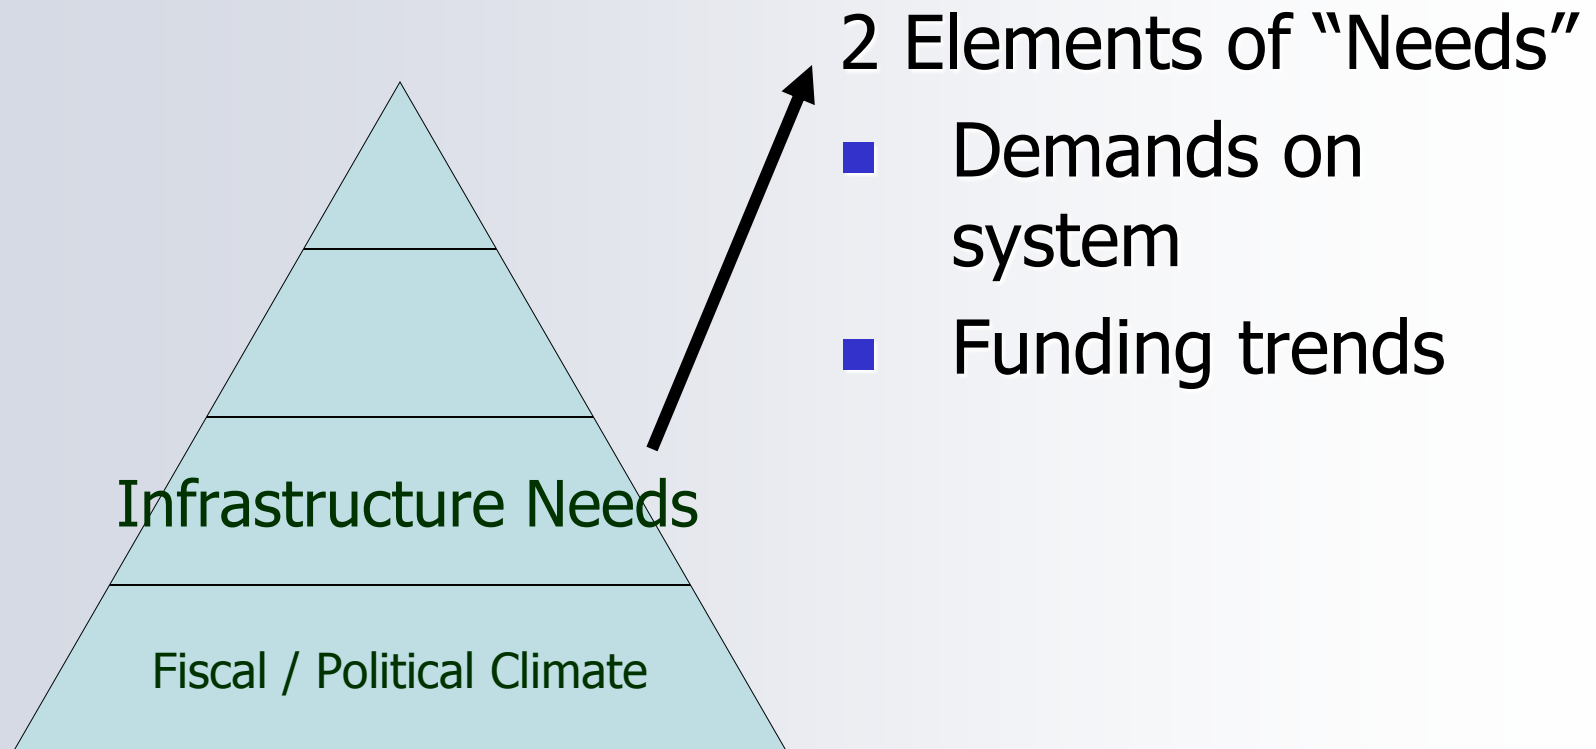 2 Elements of “Needs”
Demands on
system
Funding trends
Infrastructure Needs
Fiscal / Political Climate